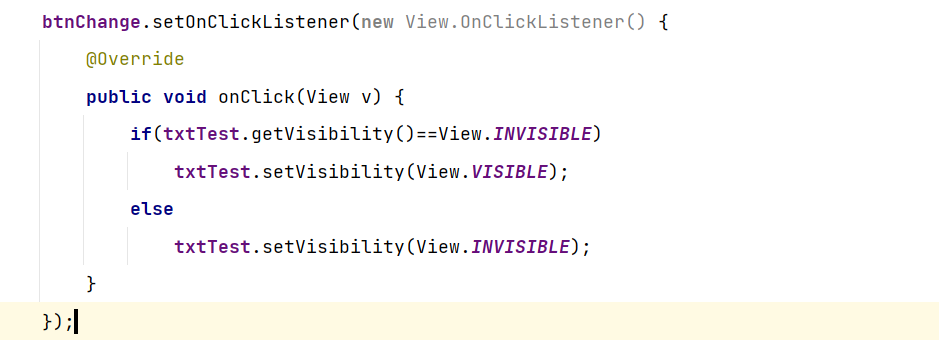 btnChange.setOnClickListener(new View.OnClickListener() {
    @Override
    public void onClick(View v) {
        if(txtTest.getVisibility()==View.INVISIBLE)
            txtTest.setVisibility(View.VISIBLE);
        else
            txtTest.setVisibility(View.INVISIBLE);
    }
});